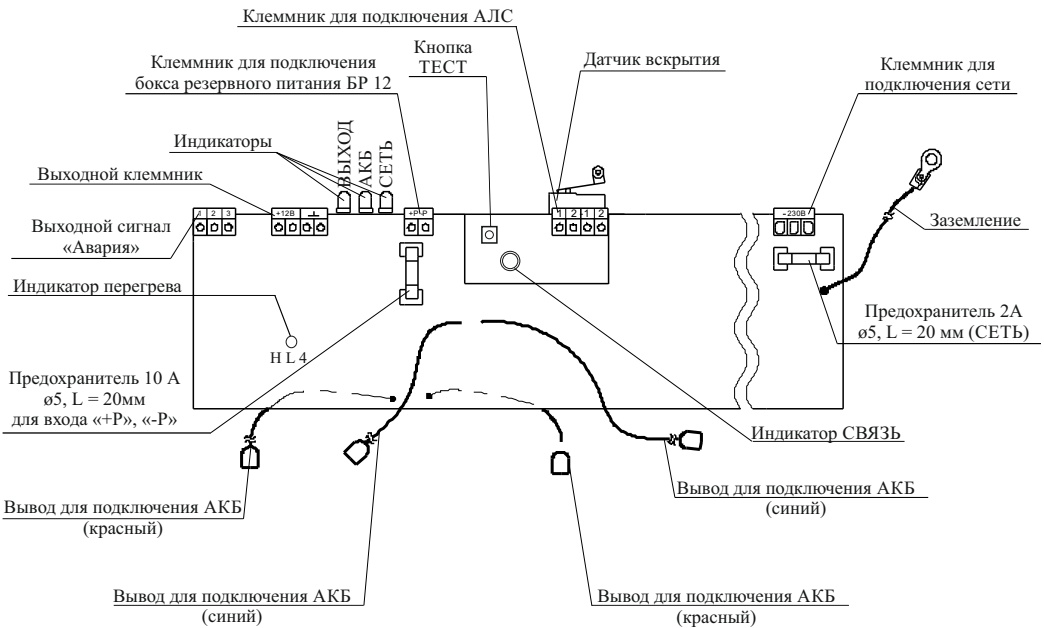 Клеммник для подключения АЛС
Кнопка
ТЕСТ
Датчик вскрытия
Клеммник для подключения
бокса резервного питания БР 12
Клеммник для
подключения сети
Индикаторы
ВЫХОД
АКБ
СЕТЬ
Выходной клеммник
1 2 3
+12В ⊥
+Р -Р
1 2 1 2
~230В
Выходной сигнал
«Авария»
Заземление
Индикатор перегрева
HL4
Предохранитель 2А
ø5, L = 20 мм (СЕТЬ)
Предохранитель 10 А
ø5, L = 20мм
для входа «+Р», «-Р»
Индикатор СВЯЗЬ
Вывод для подключения АКБ
(красный)
Вывод для подключения АКБ
(синий)
Вывод для подключения АКБ
(синий)
Вывод для подключения АКБ
(красный)